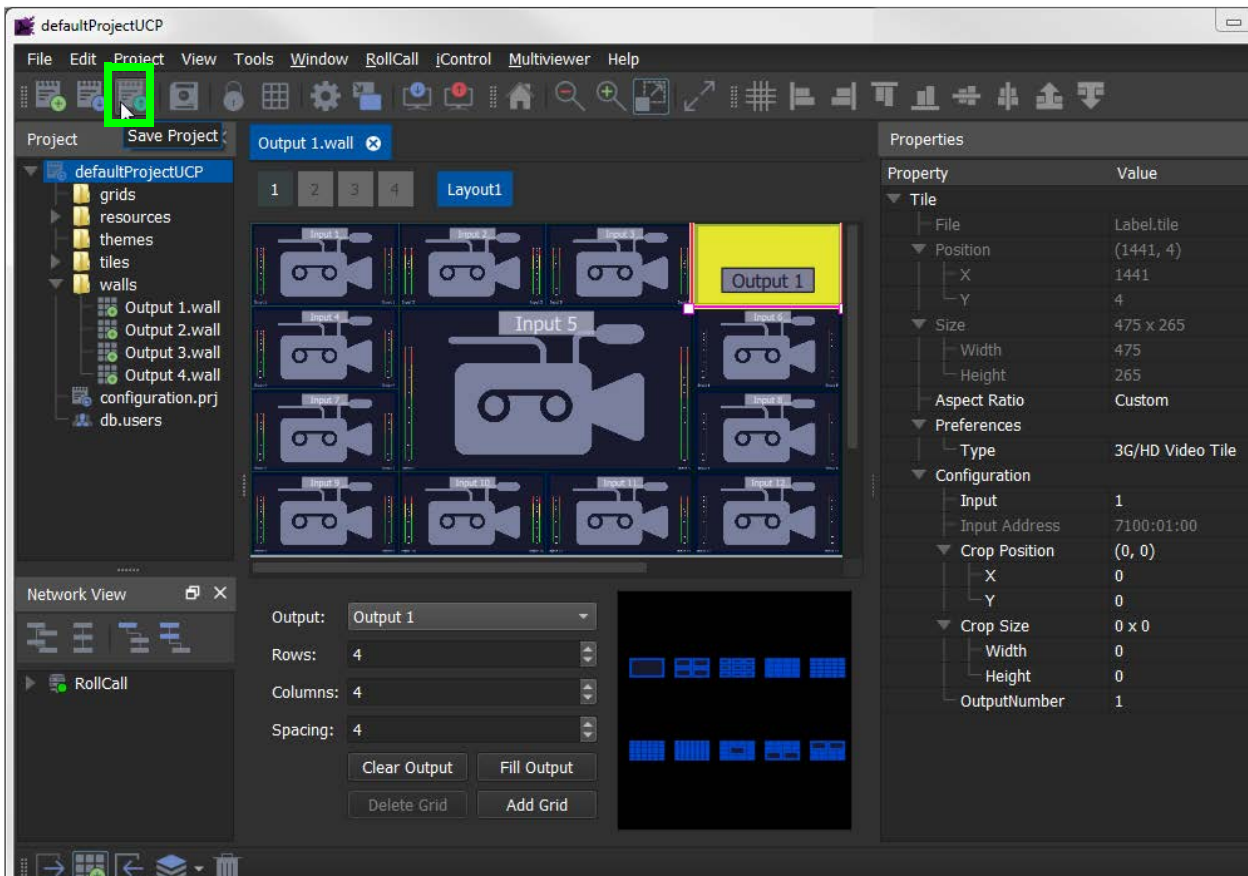 defaultProjectUCP
File Edit Project View Tools Window RollCall iControl Multiviewer Help
Project
Save Project
defaultProjectUCP
grids
resources
themes
tiles
walls
Output 1.wall
Output 2.wall
Output 3.wall
Output 4.wall
configuration.prj
db.users
Network View
RollCall
Output 1.wall
1 2 3 4 Layout1
Input 1 Input 2 Input 3 Output 1
Input 4 Input 5 Input 6
Input 7 Input 8
Input 9 Input 10 Input 11 Input 12
Output: Output 1
Rows: 4
Columns: 4
Spacing: 4
Clear Output Fill Output
Delete Grid Add Grid
Properties
Property Value
Tile
File Label.tile
Position (1441, 4)
X 1441
Y 4
Size 475 x 265
Width 475
Height 265
Aspect Ratio Custom
Preferences
Type 3G/HD Video Tile
Configuration
Input 1
Input Address 7100:01:00
Crop Position (0, 0)
X 0
Y 0
Crop Size 0 x 0
Width 0
Height 0
OutputNumber 1